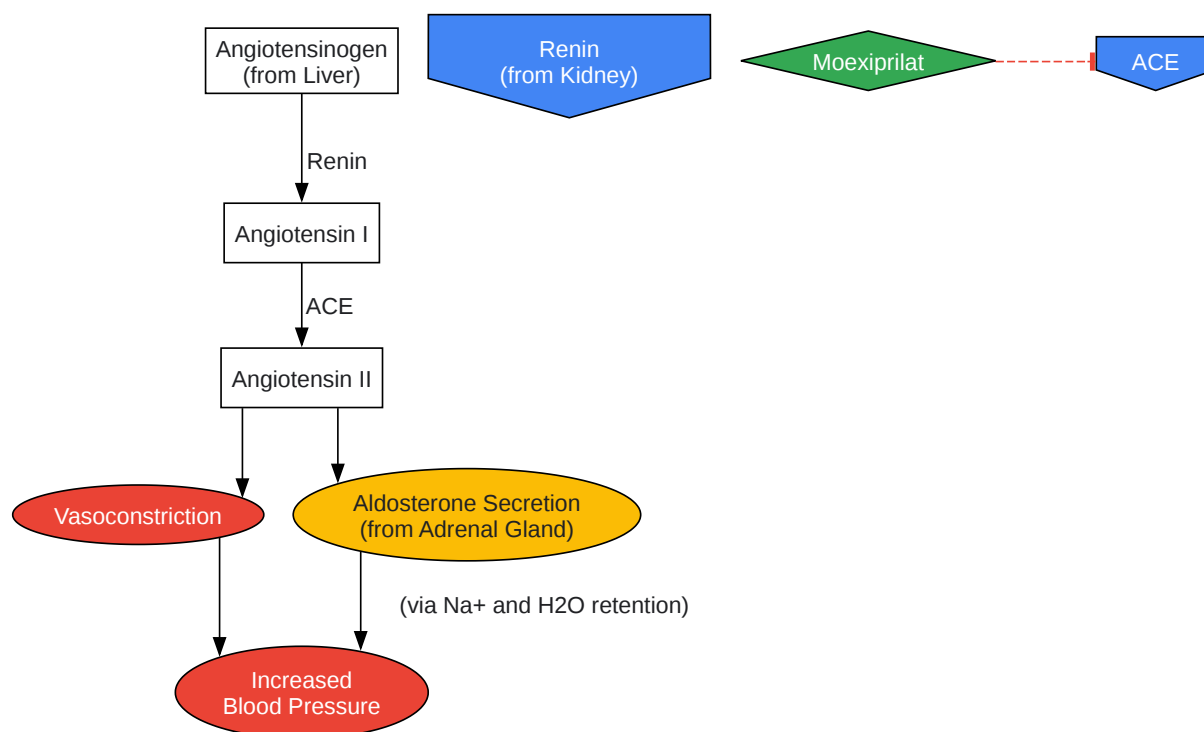 Angiotensinogen
(from Liver)
Renin
(from Kidney)
Moexiprilat
ACE
Renin
Angiotensin I
ACE
Angiotensin II
Vasoconstriction
Aldosterone Secretion
(from Adrenal Gland)
(via Na+ and H2O retention)
Increased
Blood Pressure